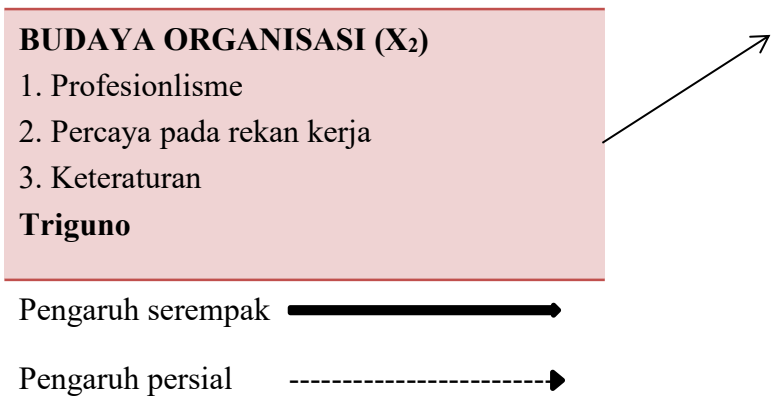 BUDAYA ORGANISASI (X₂)
1. Profesionlisme
2. Percaya pada rekan kerja
3. Keteraturan
Triguno
Pengaruh serempak
Pengaruh persial